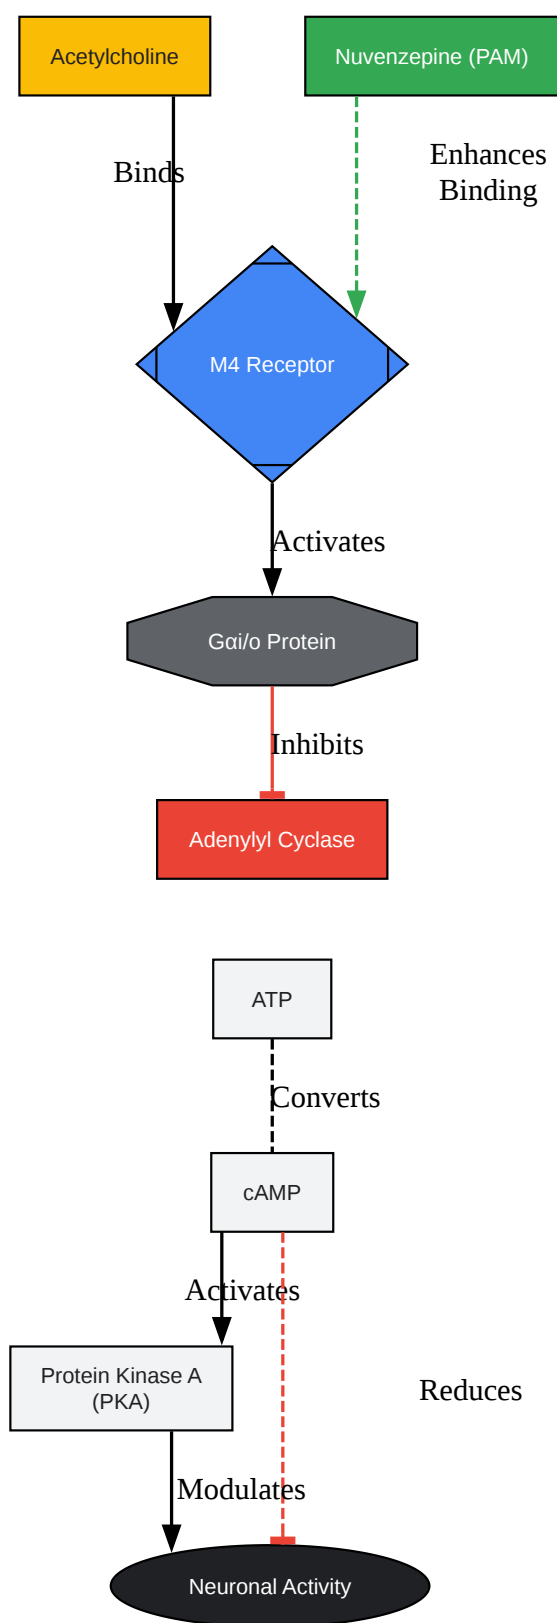 Acetylcholine
Nuvenzepine (PAM)
Binds
Enhances
Binding
M4 Receptor
Activates
Gαi/o Protein
Inhibits
Adenylyl Cyclase
ATP
Converts
cAMP
Activates
Protein Kinase A
(PKA)
Reduces
Modulates
Neuronal Activity